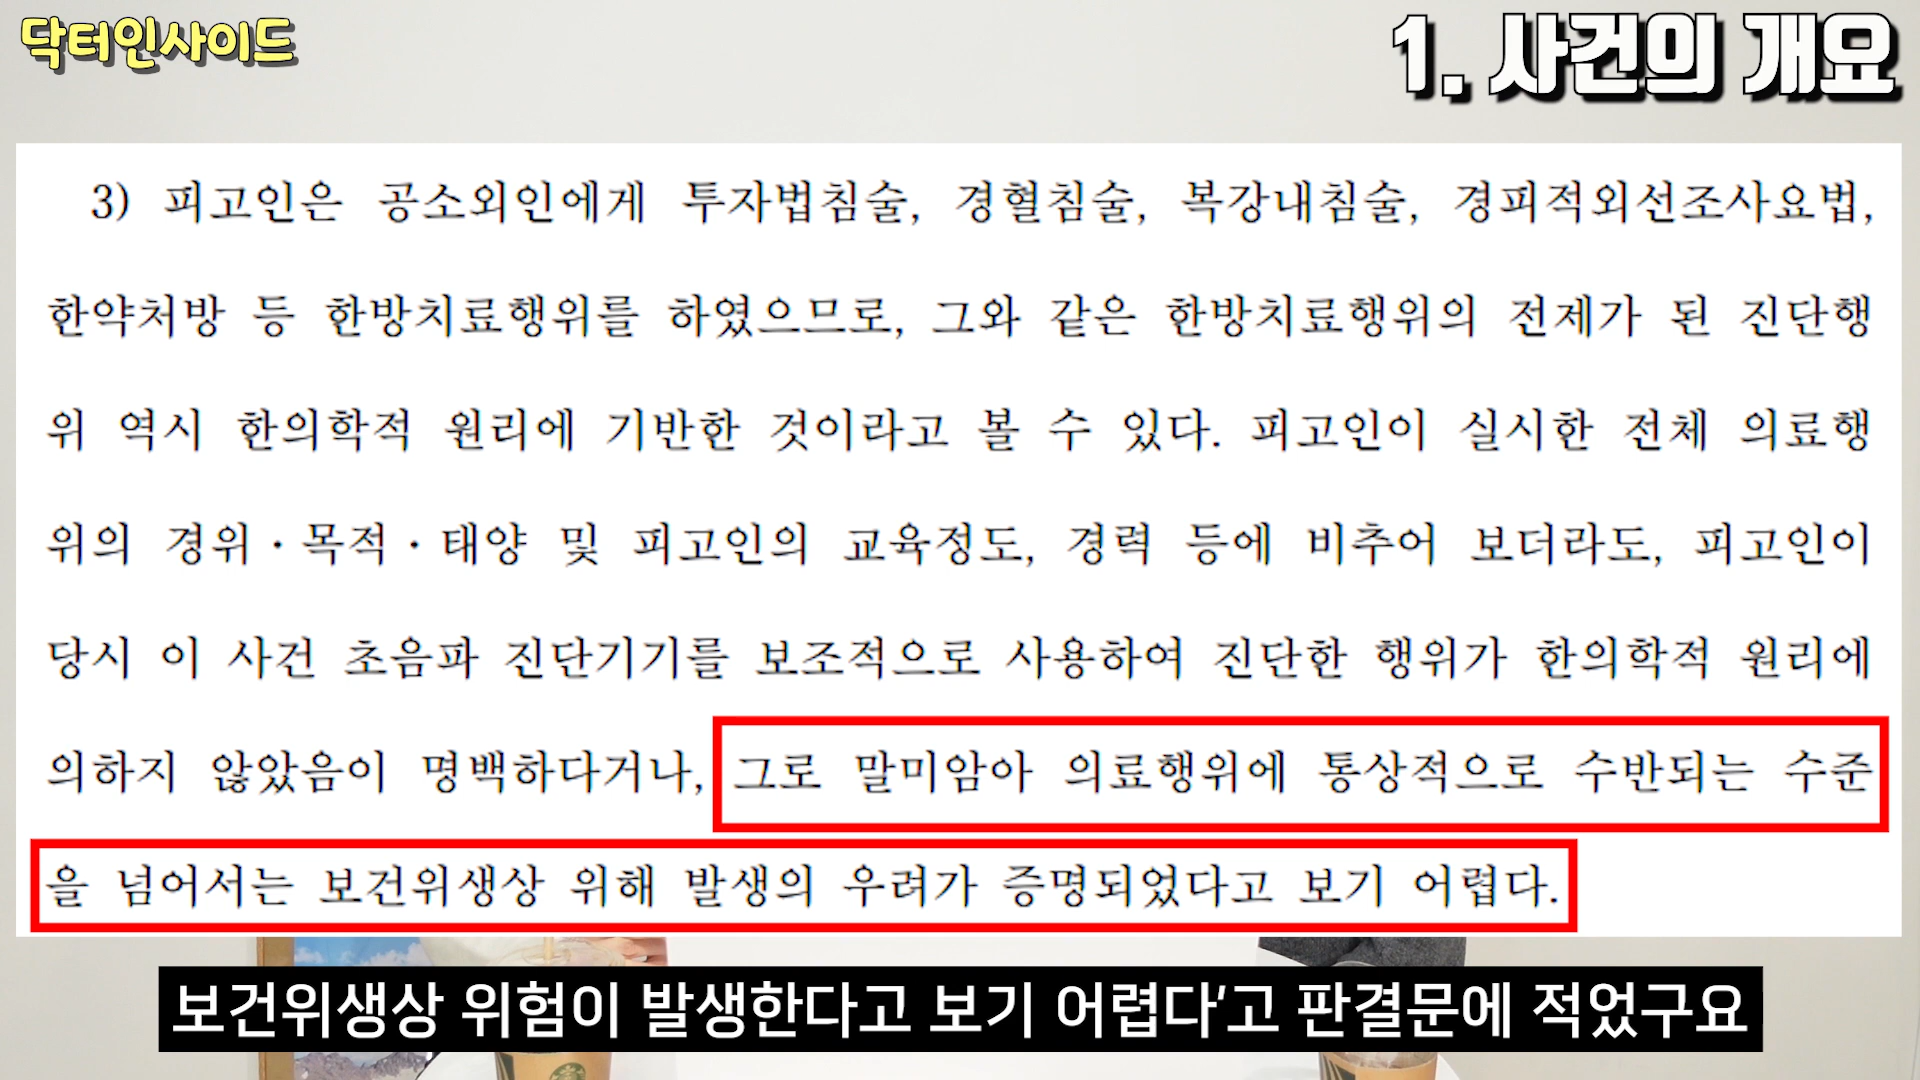 닥터인사이드
1. 사건의 개요
3) 피고인은 공소외인에게 투자법침술, 경혈침술, 복강내침술, 경피적외선조사요법,
한약처방 등 한방치료행위를 하였으므로, 그와 같은 한방치료행위의 전제가 된 진단행
위 역시 한의학적 원리에 기반한 것이라고 볼 수 있다. 피고인이 실시한 전체 의료행
위의 경위·목적·태양 및 피고인의 교육정도, 경력 등에 비추어 보더라도, 피고인이
당시 이 사건 초음파 진단기기를 보조적으로 사용하여 진단한 행위가 한의학적 원리에
의하지 않았음이 명백하다거나, 그로 말미암아 의료행위에 통상적으로 수반되는 수준
을 넘어서는 보건위생상 위해 발생의 우려가 증명되었다고 보기 어렵다.
보건위생상 위험이 발생한다고 보기 어렵다'고 판결문에 적었구요